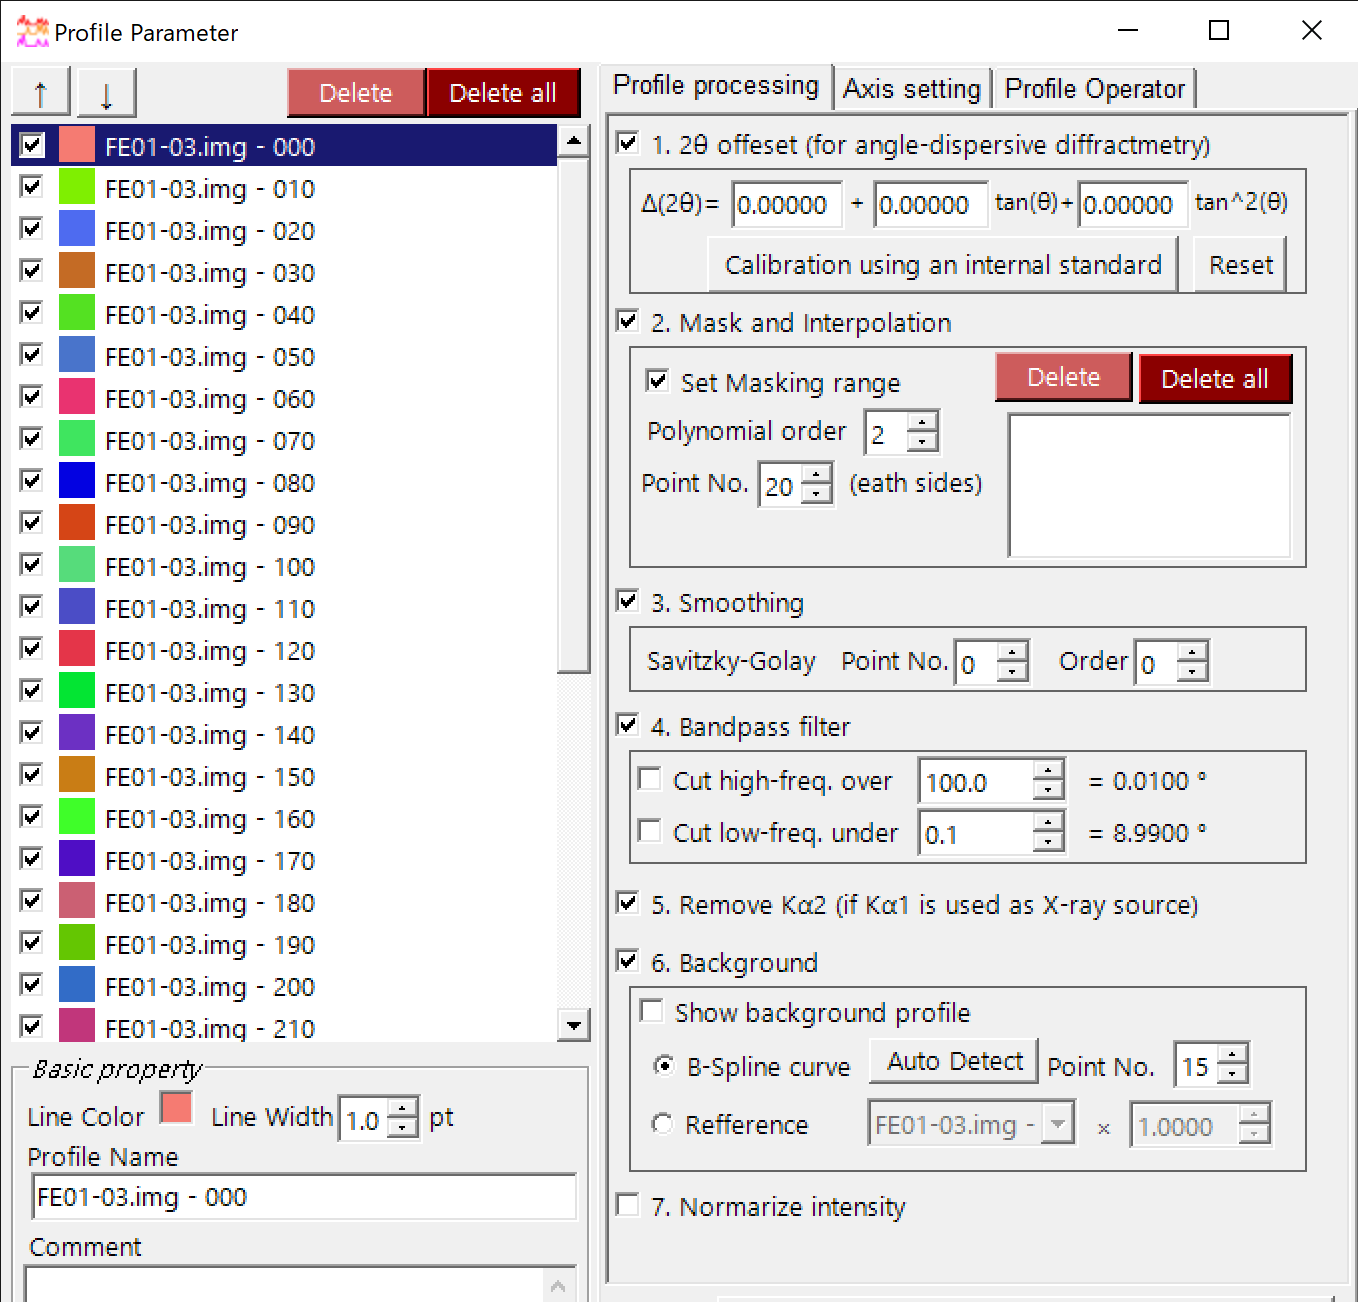 Profile Parameter
↑ ↓ Delete Delete all
FE01-03.img - 000
FE01-03.img - 010
FE01-03.img - 020
FE01-03.img - 030
FE01-03.img - 040
FE01-03.img - 050
FE01-03.img - 060
FE01-03.img - 070
FE01-03.img - 080
FE01-03.img - 090
FE01-03.img - 100
FE01-03.img - 110
FE01-03.img - 120
FE01-03.img - 130
FE01-03.img - 140
FE01-03.img - 150
FE01-03.img - 160
FE01-03.img - 170
FE01-03.img - 180
FE01-03.img - 190
FE01-03.img - 200
FE01-03.img - 210
Basic property
Line Color Line Width 1.0 pt
Profile Name
FE01-03.img - 000
Comment
Profile processing Axis setting Profile Operator
1. 2θ offeset (for angle-dispersive diffractmetry)
Δ(2θ)= 0.00000 + 0.00000 tan(θ)+ 0.00000 tan^2(θ)
Calibration using an internal standard Reset
2. Mask and Interpolation
Set Masking range Delete Delete all
Polynomial order 2
Point No. 20 (eath sides)
3. Smoothing
Savitzky-Golay Point No. 0 Order 0
4. Bandpass filter
Cut high-freq. over 100.0 = 0.0100 °
Cut low-freq. under 0.1 = 8.9900 °
5. Remove Kα2 (if Kα1 is used as X-ray source)
6. Background
Show background profile
B-Spline curve Auto Detect Point No. 15
Refference FE01-03.img - × 1.0000
7. Normarize intensity